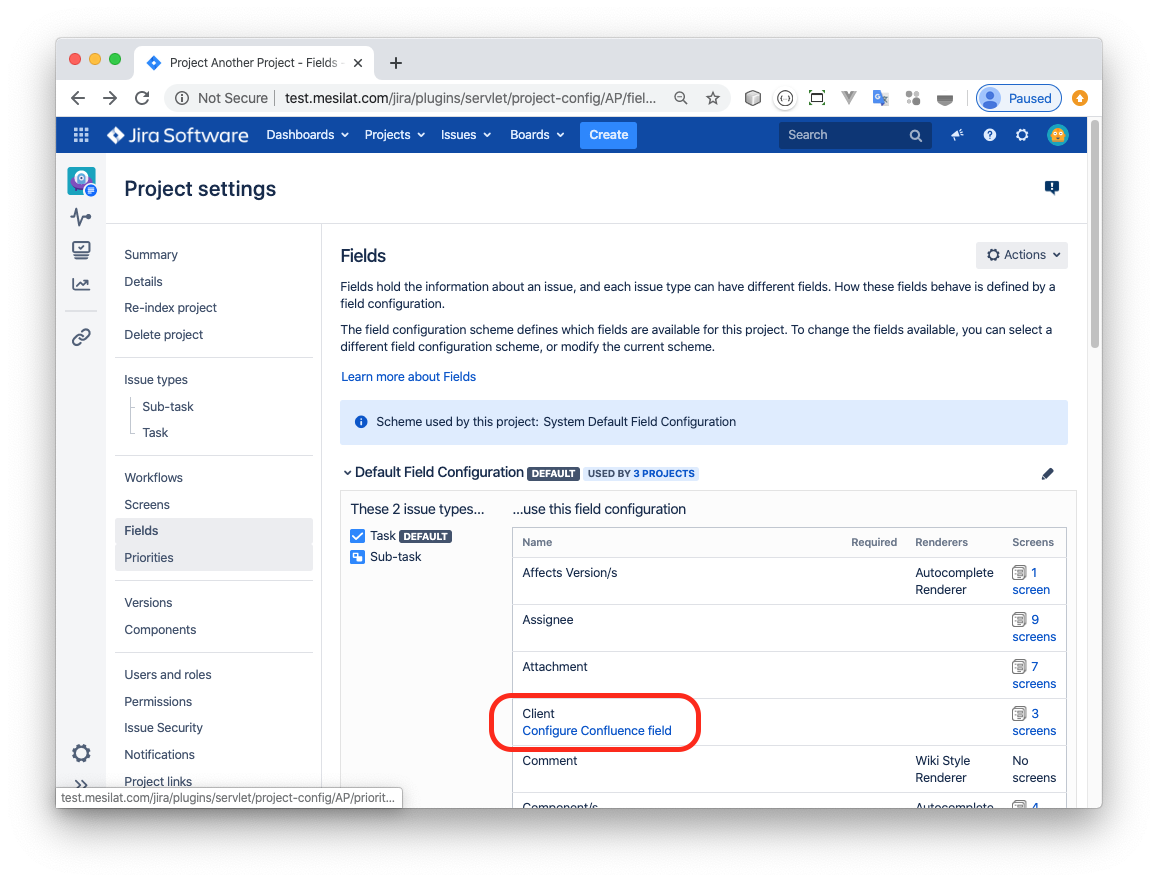 Project Another Project - Fields -
Not Secure
test.mesilat.com/jira/plugins/servlet/project-config/AP/fiel...
Paused
Jira Software
Dashboards
Projects
Issues
Boards
Create
Search
Project settings
Summary
Details
Re-index project
Delete project
Issue types
Sub-task
Task
Workflows
Screens
Fields
Priorities
Versions
Components
Users and roles
Permissions
Issue Security
Notifications
Project links
test.mesilat.com/jira/plugins/servlet/project-config/AP/priorit...
Fields
Actions
Fields hold the information about an issue, and each issue type can have different fields. How these fields behave is defined by a
field configuration.
The field configuration scheme defines which fields are available for this project. To change the fields available, you can select a
different field configuration scheme, or modify the current scheme.
Learn more about Fields
Scheme used by this project: System Default Field Configuration
Default Field Configuration DEFAULT USED BY 3 PROJECTS
These 2 issue types...
Task DEFAULT
Sub-task
...use this field configuration
Name Required Renderers Screens
Affects Version/s Autocomplete Renderer 1 screen
Assignee 9 screens
Attachment 7 screens
Client 3 screens
Configure Confluence field
Comment Wiki Style Renderer No screens
Component/s Autocomplete 4